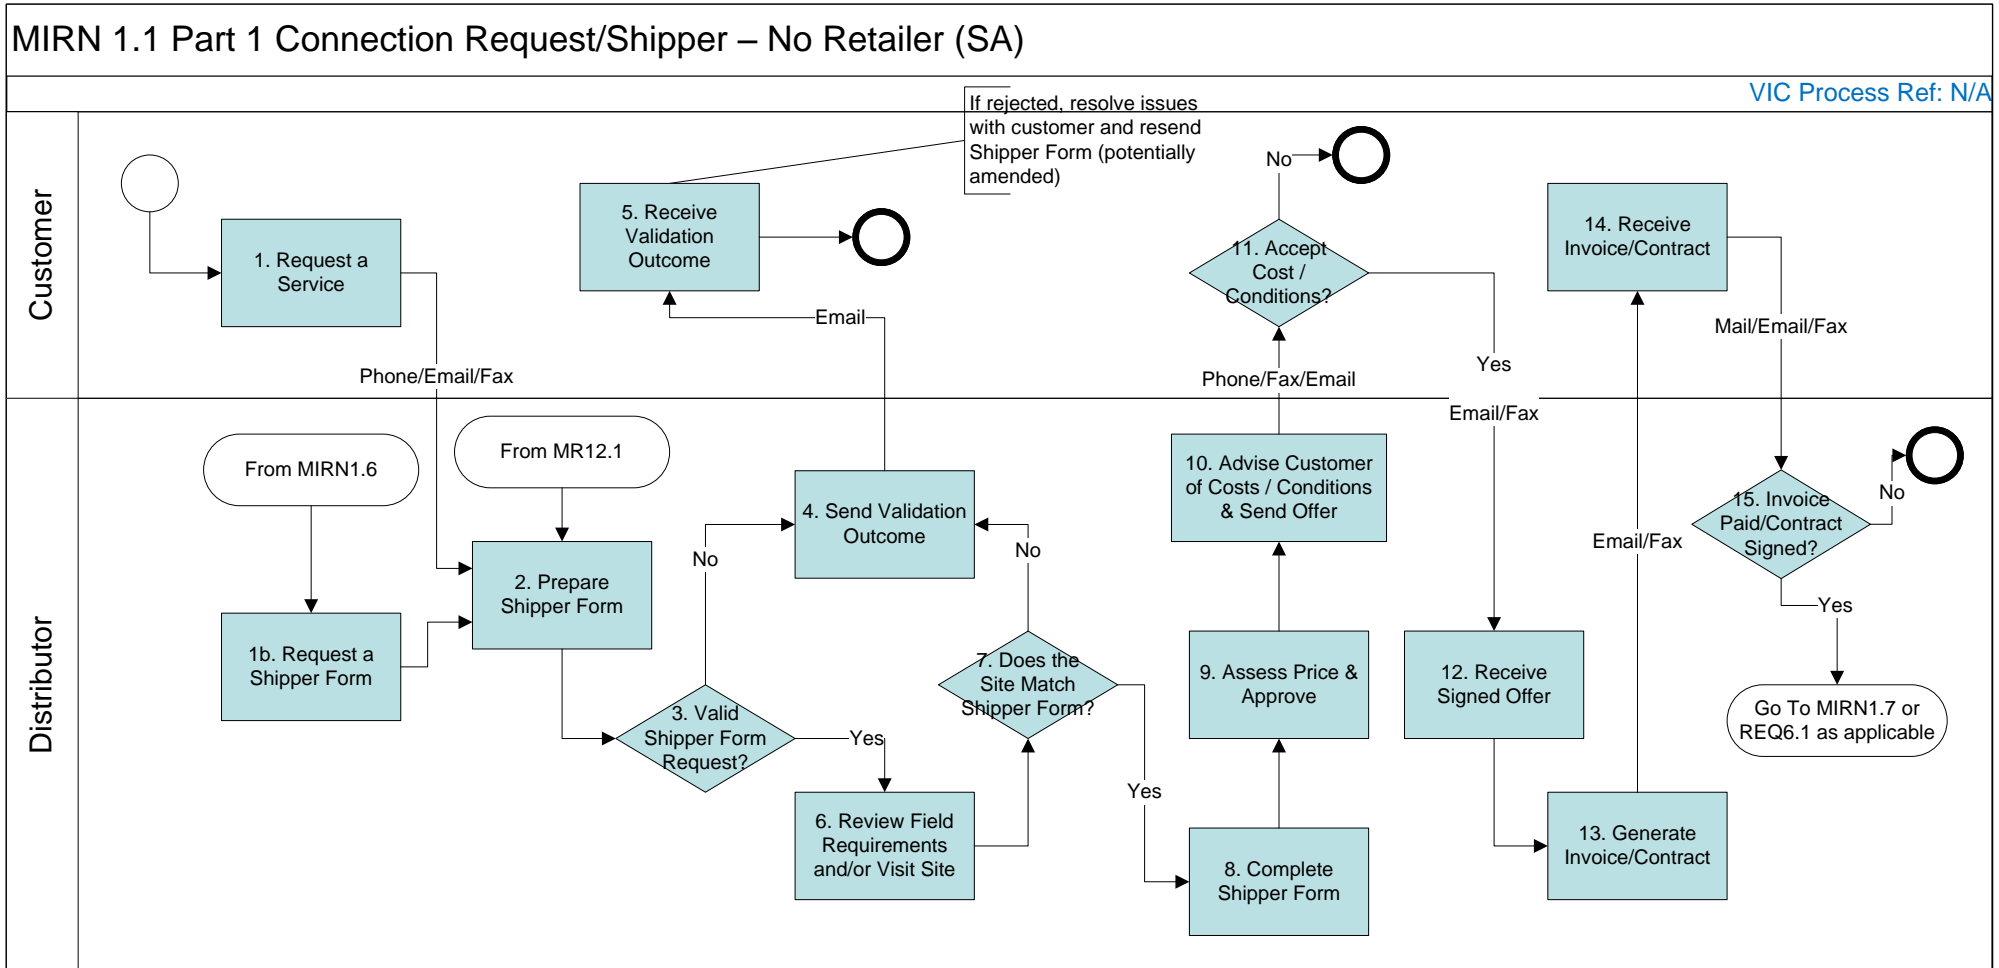 MIRN 1.1 Part 1 Connection Request/Shipper – No Retailer (SA)
VIC Process Ref: N/A
Customer
1. Request a
Service
Phone/Email/Fax
5. Receive
Validation
Outcome
If rejected, resolve issues
with customer and resend
Shipper Form (potentially
amended)
Email
No
11. Accept
Cost /
Conditions?
Phone/Fax/Email
Yes
Email/Fax
14. Receive
Invoice/Contract
Mail/Email/Fax
Distributor
From MIRN1.6
From MR12.1
1b. Request a
Shipper Form
2. Prepare
Shipper Form
3. Valid
Shipper Form
Request?
No
Yes
4. Send Validation
Outcome
6. Review Field
Requirements
and/or Visit Site
No
7. Does the
Site Match
Shipper Form?
Yes
8. Complete
Shipper Form
9. Assess Price &
Approve
10. Advise Customer
of Costs / Conditions
& Send Offer
12. Receive
Signed Offer
13. Generate
Invoice/Contract
Email/Fax
15. Invoice
Paid/Contract
Signed?
No
Yes
Go To MIRN1.7 or
REQ6.1 as applicable